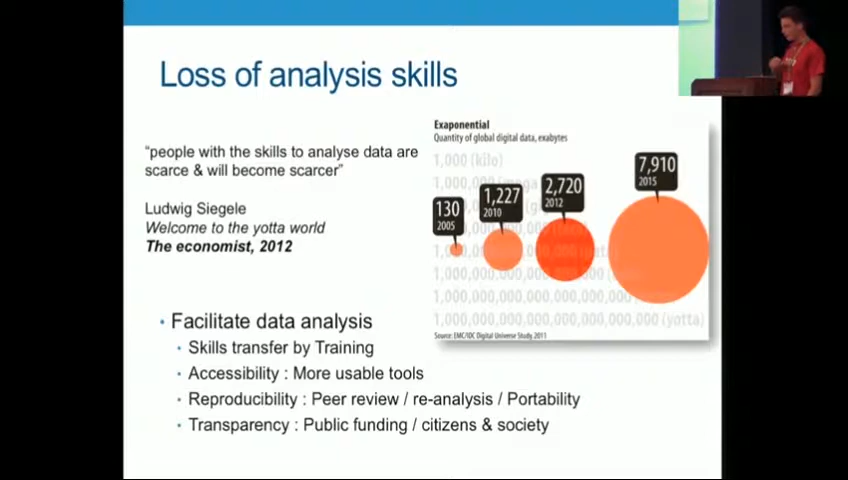 Loss of analysis skills
“people with the skills to analyse data are
scarce & will become scarcer”
Ludwig Siegele
Welcome to the yotta world
The economist, 2012
Exaponential
Quantity of global digital data, exabytes
1,000 (kilo)
130
2005
1,227
2010
2,720
2012
7,910
2015
1,000,000,000,000,000,000,000,000 (yotta)
Source: EMC/IDC Digital Universe Study, 2011
• Facilitate data analysis
• Skills transfer by Training
• Accessibility : More usable tools
• Reproducibility : Peer review / re-analysis / Portability
• Transparency : Public funding / citizens & society